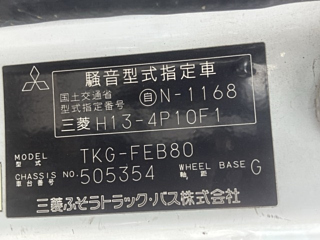 騒音型式指定車
国土交通省
型式指定番号 自N-1168
三菱 H13-4P10F1
MODEL 型式 TKG-FEB80
CHASSIS NO. 車台番号 505354 WHEEL BASE 軸距 G
三菱ふそうトラック・バス株式会社